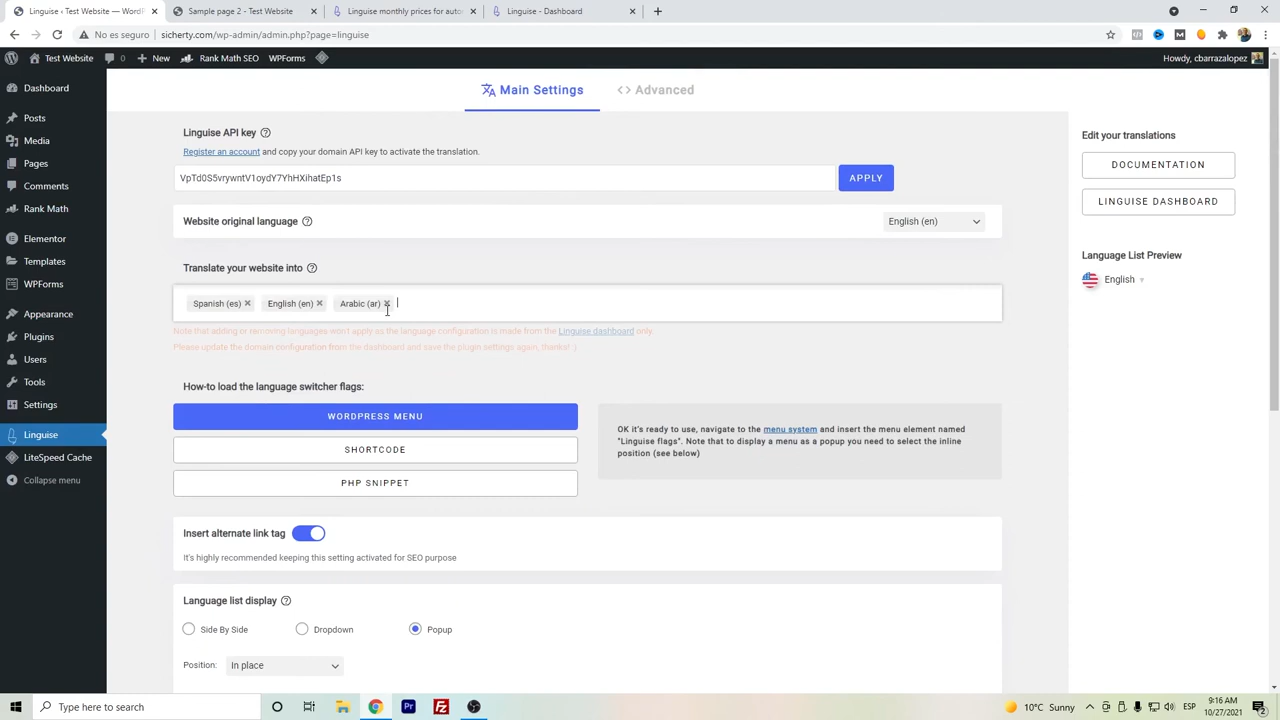 Linguise ‹ Test Website — WordP
Sample page 2 - Test Website
Linguise monthly prices for auto
Linguise - Dashboard
No es seguro
sicherty.com/wp-admin/admin.php?page=linguise
Test Website
0
New
Rank Math SEO
WPForms
Howdy, cbarrazalopez
Dashboard
Posts
Media
Pages
Comments
Rank Math
Elementor
Templates
WPForms
Appearance
Plugins
Users
Tools
Settings
Linguise
LiteSpeed Cache
Collapse menu
Main Settings
Advanced
Linguise API key
Register an account and copy your domain API key to activate the translation.
VpTd0S5vrywntV1oydY7YhHXihatEp1s
APPLY
Website original language
English (en)
Translate your website into
Spanish (es)
English (en)
Arabic (ar)
Note that adding or removing languages won't apply as the language configuration is made from the Linguise dashboard only.
Please update the domain configuration from the dashboard and save the plugin settings again, thanks! :)
How-to load the language switcher flags:
WORDPRESS MENU
SHORTCODE
PHP SNIPPET
OK it's ready to use, navigate to the menu system and insert the menu element named
"Linguise flags". Note that to display a menu as a popup you need to select the inline
position (see below)
Insert alternate link tag
It's highly recommended keeping this setting activated for SEO purpose
Language list display
Side By Side
Dropdown
Popup
Position:
In place
Edit your translations
DOCUMENTATION
LINGUISE DASHBOARD
Language List Preview
English
Type here to search
Pr
10°C Sunny
ESP
9:16 AM
10/27/2021
2